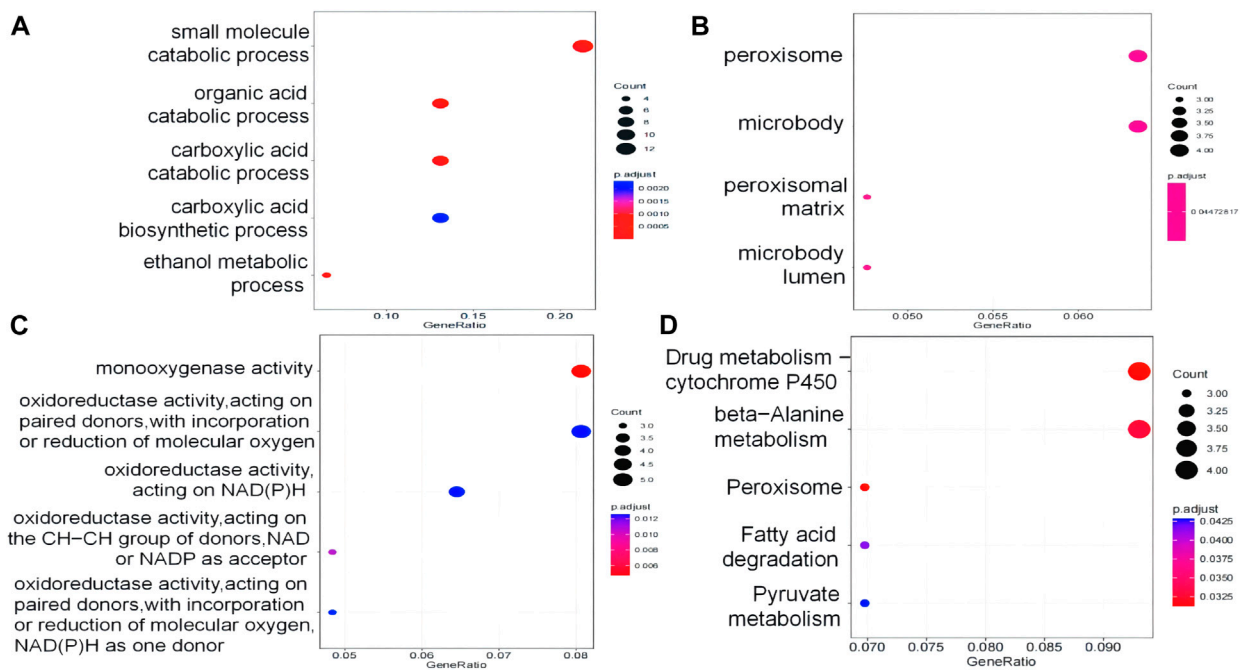 A
small molecule
catabolic process
organic acid
catabolic process
carboxylic acid
catabolic process
carboxylic acid
biosynthetic process
ethanol metabolic
process
0.10
0.15
0.20
GeneRatio
Count
4
6
8
10
12
p.adjust
0.0020
0.0015
0.0010
0.0005
B
peroxisome
microbody
peroxisomal
matrix
microbody
lumen
0.050
0.055
0.060
GeneRatio
Count
3.00
3.25
3.50
3.75
4.00
p.adjust
0.04472817
C
monooxygenase activity
oxidoreductase activity,acting on
paired donors,with incorporation
or reduction of molecular oxygen
oxidoreductase activity,
acting on NAD(P)H
oxidoreductase activity,acting on
the CH−CH group of donors,NAD
or NADP as acceptor
oxidoreductase activity,acting on
paired donors,with incorporation
or reduction of molecular oxygen,
NAD(P)H as one donor
0.05
0.06
0.07
0.08
GeneRatio
Count
3.0
3.5
4.0
4.5
5.0
p.adjust
0.012
0.010
0.008
0.006
D
Drug metabolism −
cytochrome P450
beta−Alanine
metabolism
Peroxisome
Fatty acid
degradation
Pyruvate
metabolism
0.070
0.075
0.080
0.085
0.090
GeneRatio
Count
3.00
3.25
3.50
3.75
4.00
p.adjust
0.0425
0.0400
0.0375
0.0350
0.0325